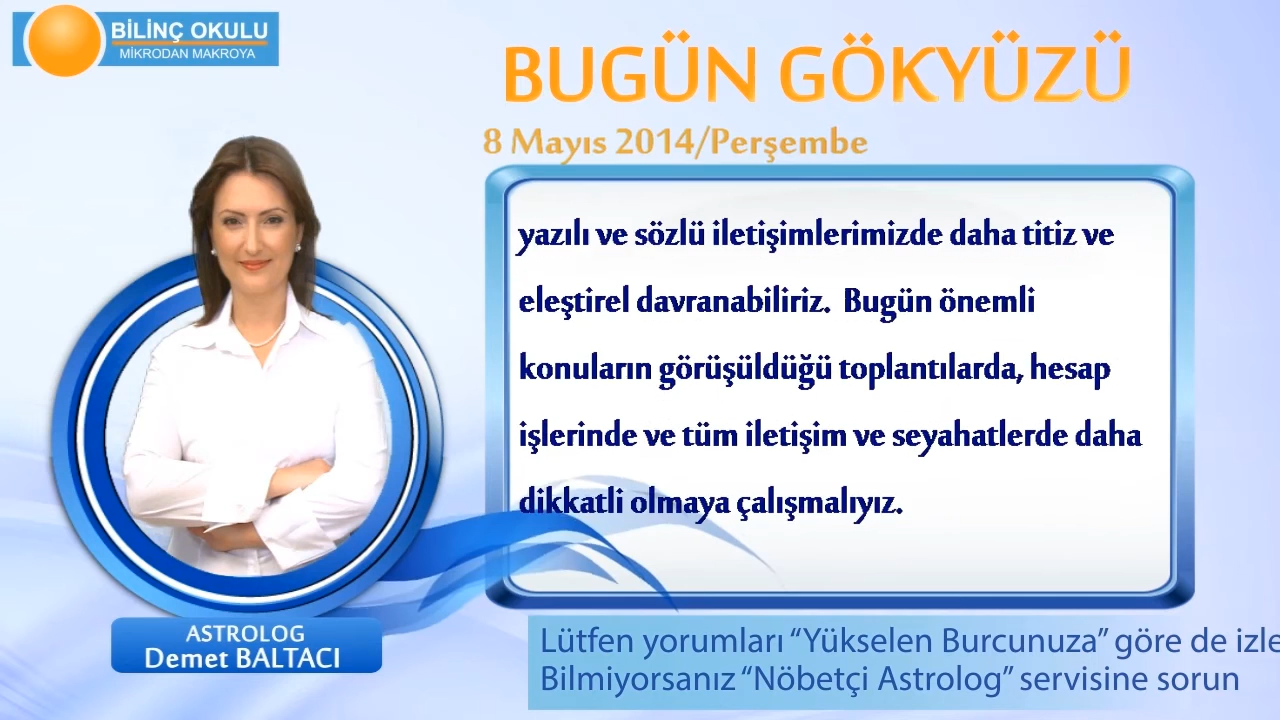 BİLİNÇ OKULU
MİKRODAN MAKROYA
BUGÜN GÖKYÜZÜ
8 Mayıs 2014/Perşembe
yazılı ve sözlü iletişimlerimizde daha titiz ve
eleştirel davranabiliriz. Bugün önemli
konuların görüşüldüğü toplantılarda, hesap
işlerinde ve tüm iletişim ve seyahatlerde daha
dikkatli olmaya çalışmalıyız.
ASTROLOG
Demet BALTACI
Lütfen yorumları “Yükselen Burcunuza” göre de izle
Bilmiyorsanız “Nöbetçi Astrolog” servisine sorun